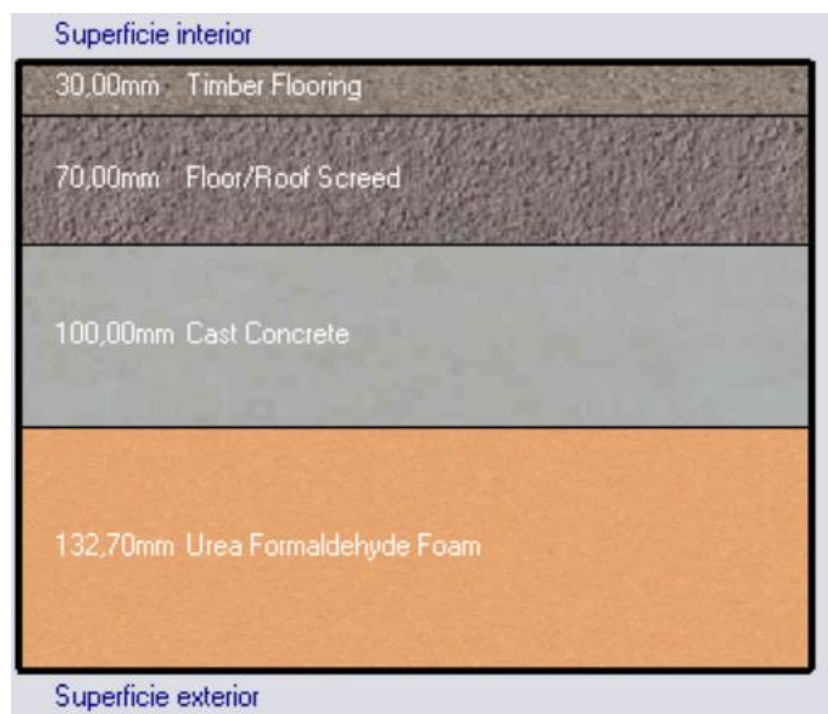 Superficie interior
30,00mm Timber Flooring
70,00mm Floor/Roof Screed
100,00mm Cast Concrete
132,70mm Urea Formaldehyde Foam
Superficie exterior